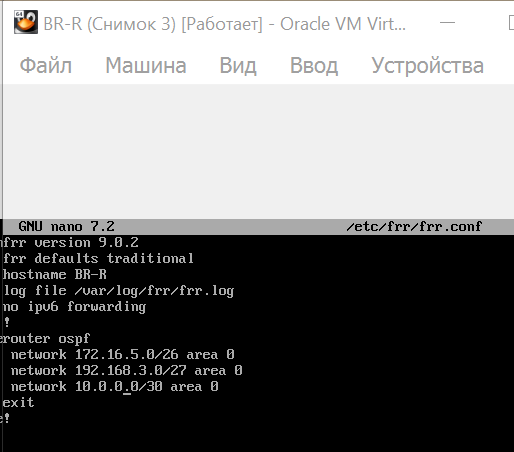 BR-R (Снимок 3) [Работает] - Oracle VM Virt...
Файл Машина Вид Ввод Устройства
GNU nano 7.2 /etc/frr/frr.conf
frr version 9.0.2
frr defaults traditional
hostname BR-R
log file /var/log/frr/frr.log
no ipv6 forwarding
!
router ospf
network 172.16.5.0/26 area 0
network 192.168.3.0/27 area 0
network 10.0.0.0/30 area 0
exit
!